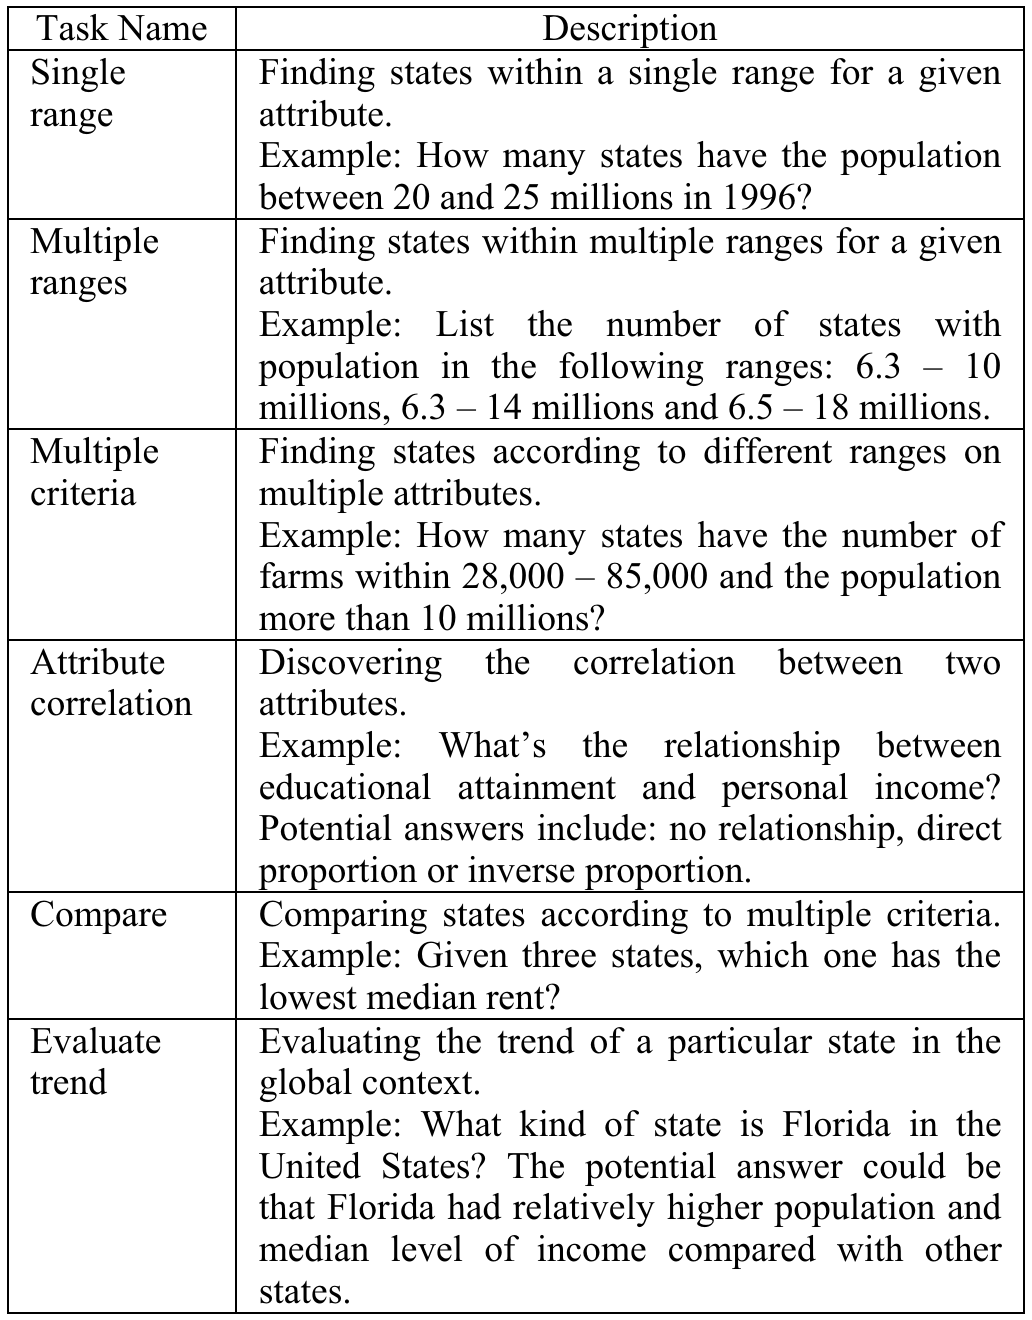 Task Name Description
Single range
Finding states within a single range for a given
attribute.
Example: How many states have the population
between 20 and 25 millions in 1996?
Multiple ranges
Finding states within multiple ranges for a given
attribute.
Example: List the number of states with
population in the following ranges: 6.3 – 10
millions, 6.3 – 14 millions and 6.5 – 18 millions.
Multiple criteria
Finding states according to different ranges on
multiple attributes.
Example: How many states have the number of
farms within 28,000 – 85,000 and the population
more than 10 millions?
Attribute correlation
Discovering the correlation between two
attributes.
Example: What's the relationship between
educational attainment and personal income?
Potential answers include: no relationship, direct
proportion or inverse proportion.
Compare
Comparing states according to multiple criteria.
Example: Given three states, which one has the
lowest median rent?
Evaluate trend
Evaluating the trend of a particular state in the
global context.
Example: What kind of state is Florida in the
United States? The potential answer could be
that Florida had relatively higher population and
median level of income compared with other
states.